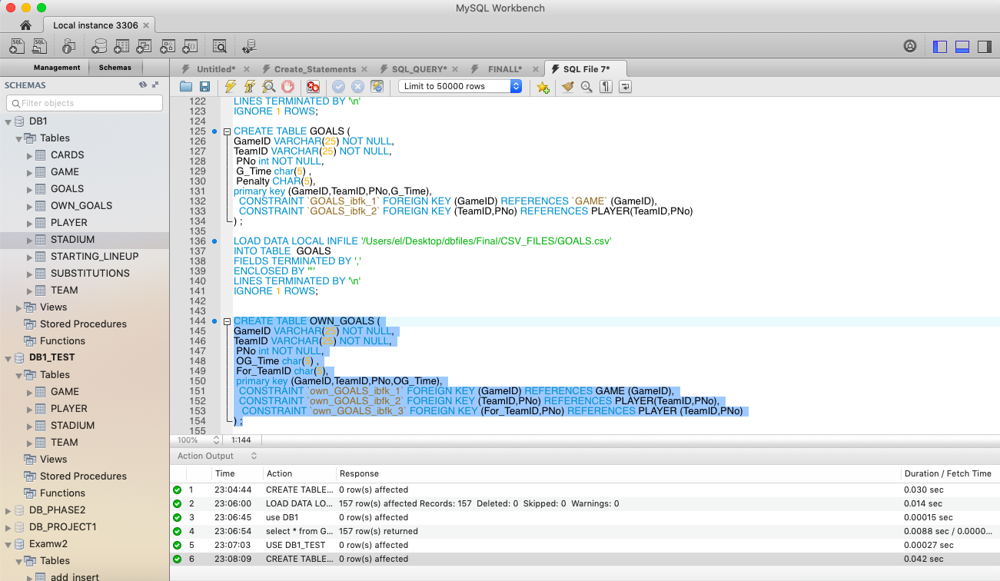 MySQL Workbench
Local instance 3306
Management Schemas
SCHEMAS
Filter objects
DB1
Tables
CARDS
GAME
GOALS
OWN_GOALS
PLAYER
STADIUM
STARTING_LINEUP
SUBSTITUTIONS
TEAM
Views
Stored Procedures
Functions
DB1_TEST
Tables
GAME
PLAYER
STADIUM
TEAM
Views
Stored Procedures
Functions
DB_PHASE2
DB_PROJECT1
Examw2
Tables
add_insert
Untitled* Create_Statements SQL_QUERY* FINALL* SQL File 7*
Limit to 50000 rows
122 LINES TERMINATED BY '\n'
123 IGNORE 1 ROWS;
124
125 CREATE TABLE GOALS (
126 GameID VARCHAR(25) NOT NULL,
127 TeamID VARCHAR(25) NOT NULL,
128 PNo int NOT NULL,
129 G_Time char(5) ,
130 Penalty CHAR(5),
131 primary key (GameID,TeamID,PNo,G_Time),
132 CONSTRAINT `GOALS_ibfk_1` FOREIGN KEY (GameID) REFERENCES `GAME` (GameID),
133 CONSTRAINT `GOALS_ibfk_2` FOREIGN KEY (TeamID,PNo) REFERENCES PLAYER(TeamID,PNo)
134 ) ;
135
136 LOAD DATA LOCAL INFILE '/Users/el/Desktop/dbfiles/Final/CSV_FILES/GOALS.csv'
137 INTO TABLE GOALS
138 FIELDS TERMINATED BY ','
139 ENCLOSED BY '"'
140 LINES TERMINATED BY '\n'
141 IGNORE 1 ROWS;
142
143
144 CREATE TABLE OWN_GOALS (
145 GameID VARCHAR(25) NOT NULL,
146 TeamID VARCHAR(25) NOT NULL,
147 PNo int NOT NULL,
148 OG_Time char(5) ,
149 For_TeamID char(5),
150 primary key (GameID,TeamID,PNo,OG_Time),
151 CONSTRAINT `own_GOALS_ibfk_1` FOREIGN KEY (GameID) REFERENCES GAME (GameID),
152 CONSTRAINT `own_GOALS_ibfk_2` FOREIGN KEY (TeamID,PNo) REFERENCES PLAYER(TeamID,PNo),
153 CONSTRAINT `own_GOALS_ibfk_3` FOREIGN KEY (For_TeamID,PNo) REFERENCES PLAYER (TeamID,PNo)
154 ) ;
155
100% 1:144
Action Output
Time Action Response Duration / Fetch Time
1 23:04:44 CREATE TABLE... 0 row(s) affected 0.030 sec
2 23:06:00 LOAD DATA LO... 157 row(s) affected Records: 157 Deleted: 0 Skipped: 0 Warnings: 0 0.014 sec
3 23:06:45 use DB1 0 row(s) affected 0.00015 sec
4 23:06:54 select * from G... 157 row(s) returned 0.0088 sec / 0.0000...
5 23:07:03 USE DB1_TEST 0 row(s) affected 0.00027 sec
6 23:08:09 CREATE TABLE... 0 row(s) affected 0.042 sec